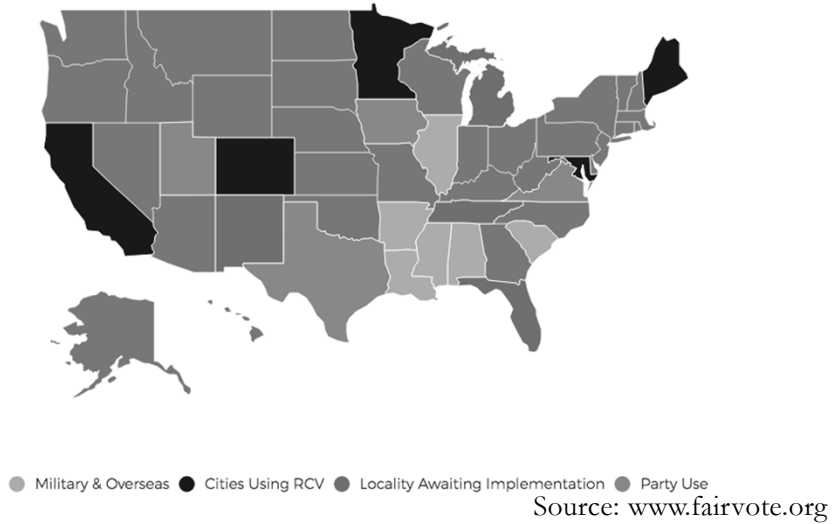 Military & Overseas Cities Using RCV Locality Awaiting Implementation Party Use
Source: www.fairvote.org